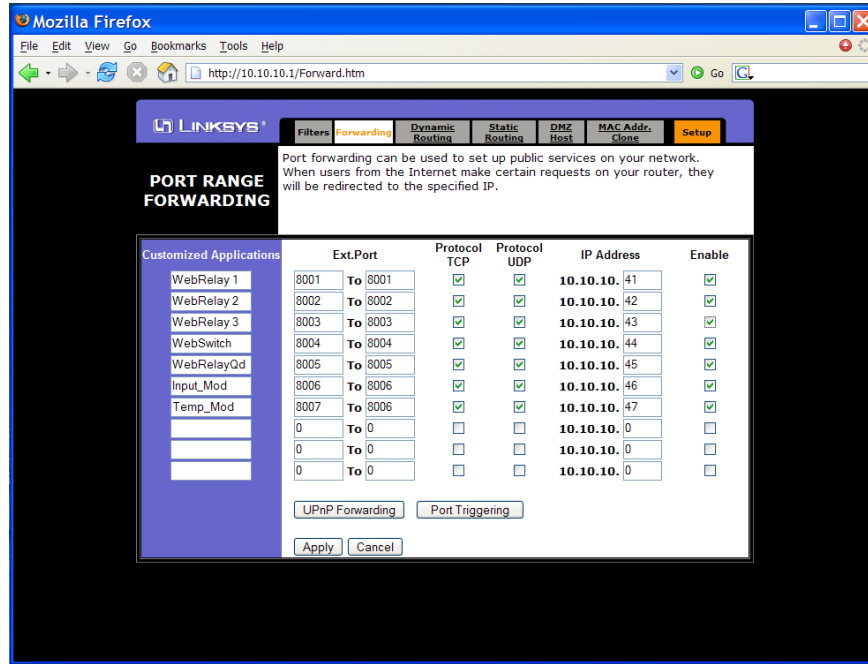 Mozilla Firefox
File Edit View Go Bookmarks Tools Help
http://10.10.10.1/Forward.htm Go G
LINKSYS®
Filters Forwarding Dynamic Routing Static Routing DMZ Host MAC Addr. Clone Setup
PORT RANGE
FORWARDING
Port forwarding can be used to set up public services on your network.
When users from the Internet make certain requests on your router, they
will be redirected to the specified IP.
Customized Applications Ext.Port Protocol TCP Protocol UDP IP Address Enable
WebRelay 1 8001 To 8001 10.10.10. 41
WebRelay 2 8002 To 8002 10.10.10. 42
WebRelay 3 8003 To 8003 10.10.10. 43
WebSwitch 8004 To 8004 10.10.10. 44
WebRelayQd 8005 To 8005 10.10.10. 45
Input_Mod 8006 To 8006 10.10.10. 46
Temp_Mod 8007 To 8006 10.10.10. 47
0 To 0 10.10.10. 0
0 To 0 10.10.10. 0
0 To 0 10.10.10. 0
UPnP Forwarding Port Triggering
Apply Cancel